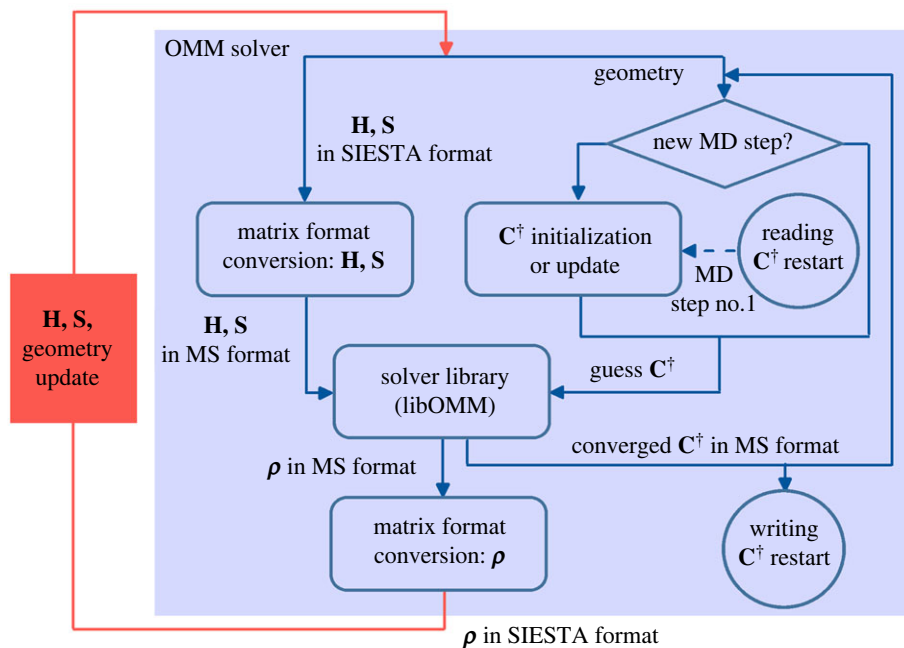 OMM solver
geometry
H, S
in SIESTA format
new MD step?
matrix format
conversion: H, S
C† initialization
or update
reading
C† restart
MD
step no.1
H, S,
geometry
update
H, S
in MS format
guess C†
solver library
(libOMM)
converged C† in MS format
ρ in MS format
matrix format
conversion: ρ
writing
C† restart
ρ in SIESTA format